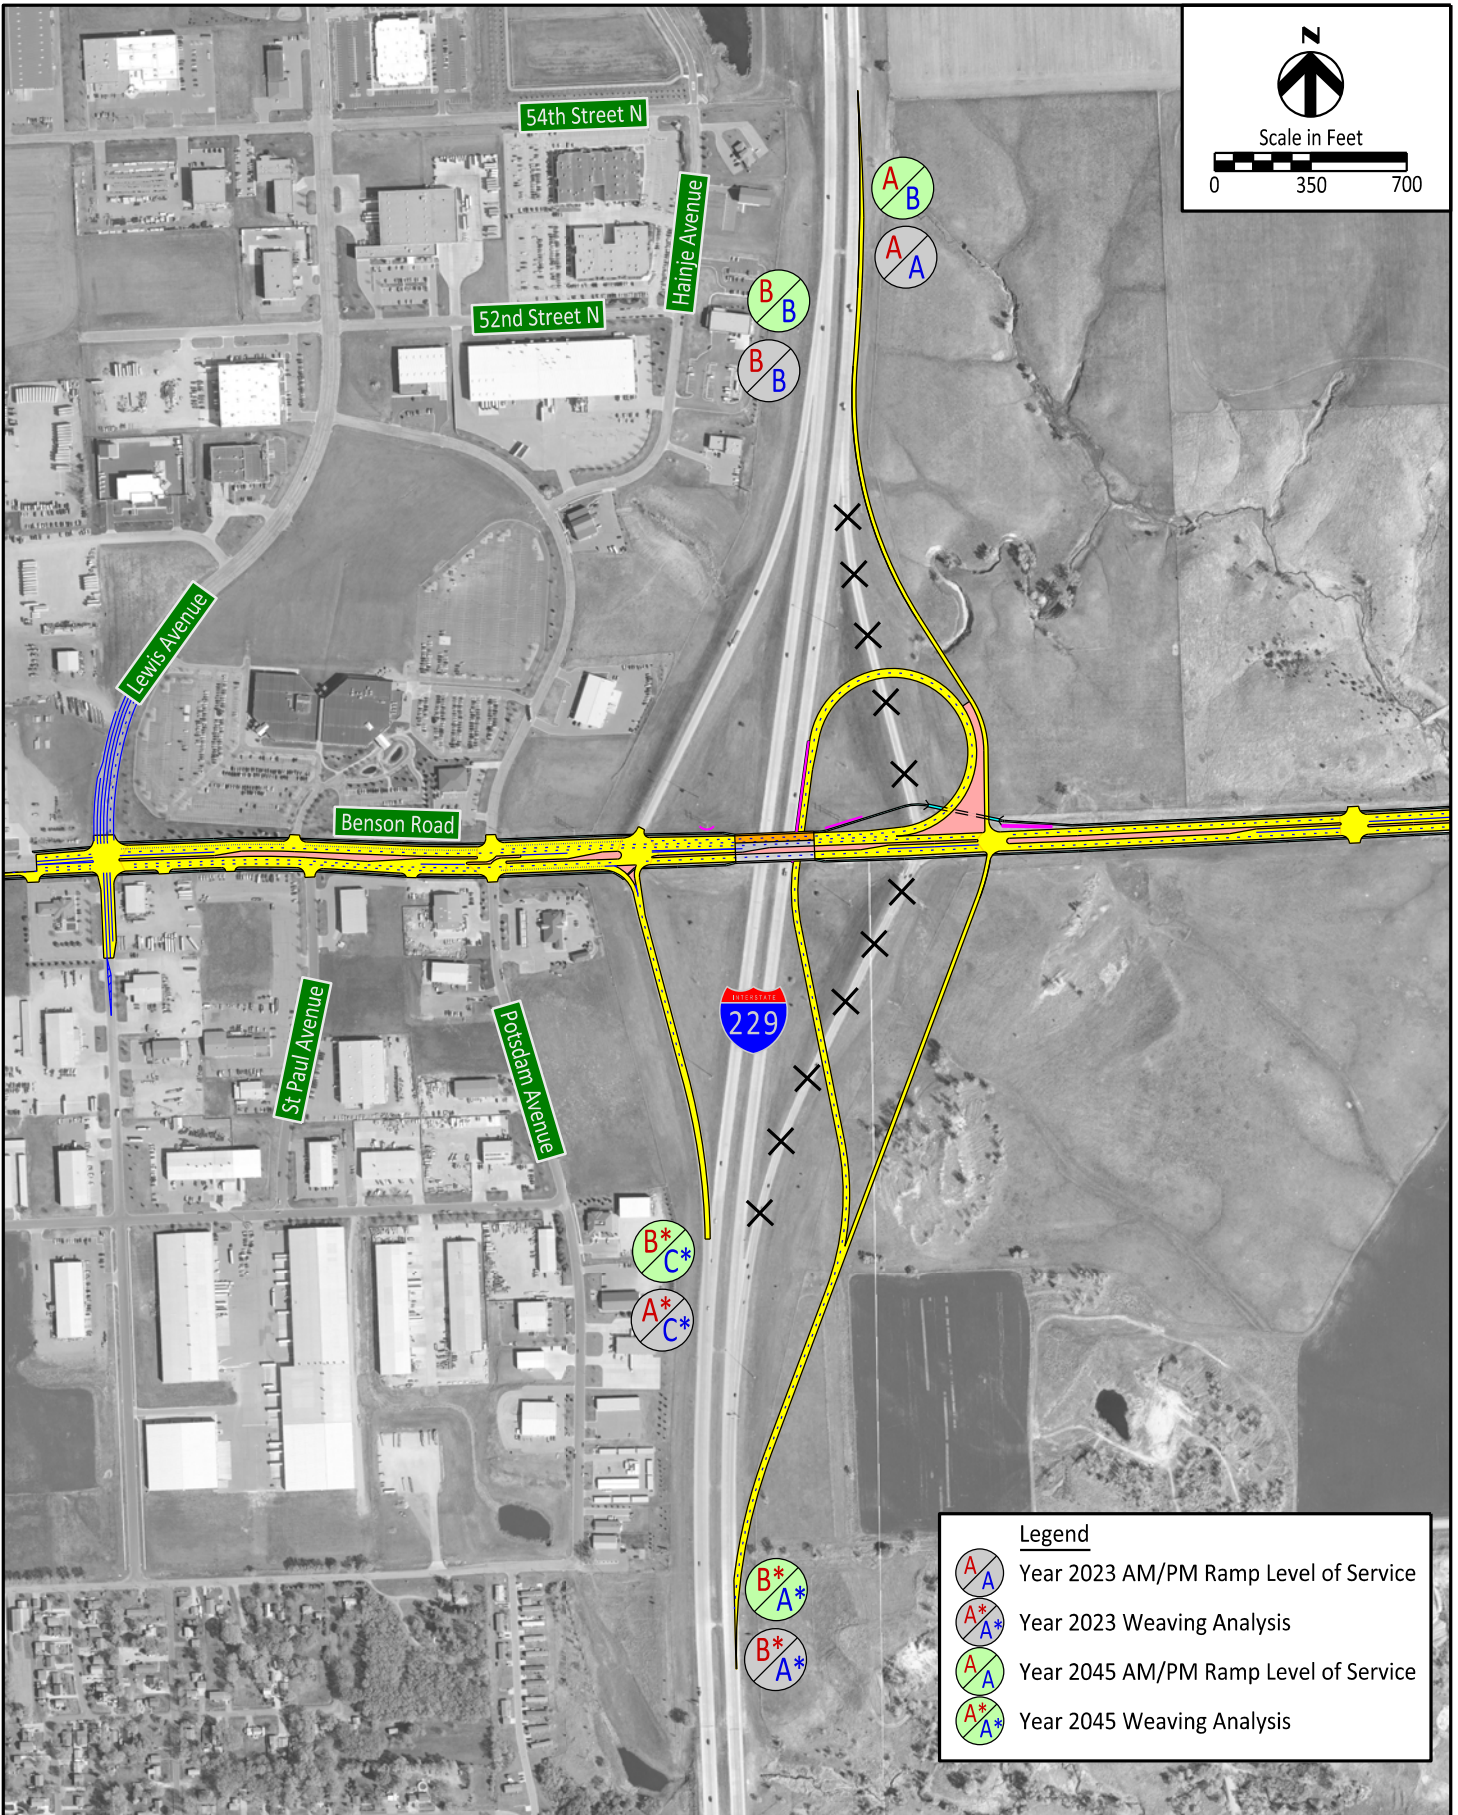 N
Scale in Feet
0 350 700
54th Street N
Hainje Avenue
A
B
A
A
B
B
B
B
52nd Street N
Lewis Avenue
Benson Road
St Paul Avenue
Potsdam Avenue
INTERSTATE
229
B*
C*
A*
C*
B*
A*
B*
A*
Legend
A
A
Year 2023 AM/PM Ramp Level of Service
A*
A*
Year 2023 Weaving Analysis
A
A
Year 2045 AM/PM Ramp Level of Service
A*
A*
Year 2045 Weaving Analysis